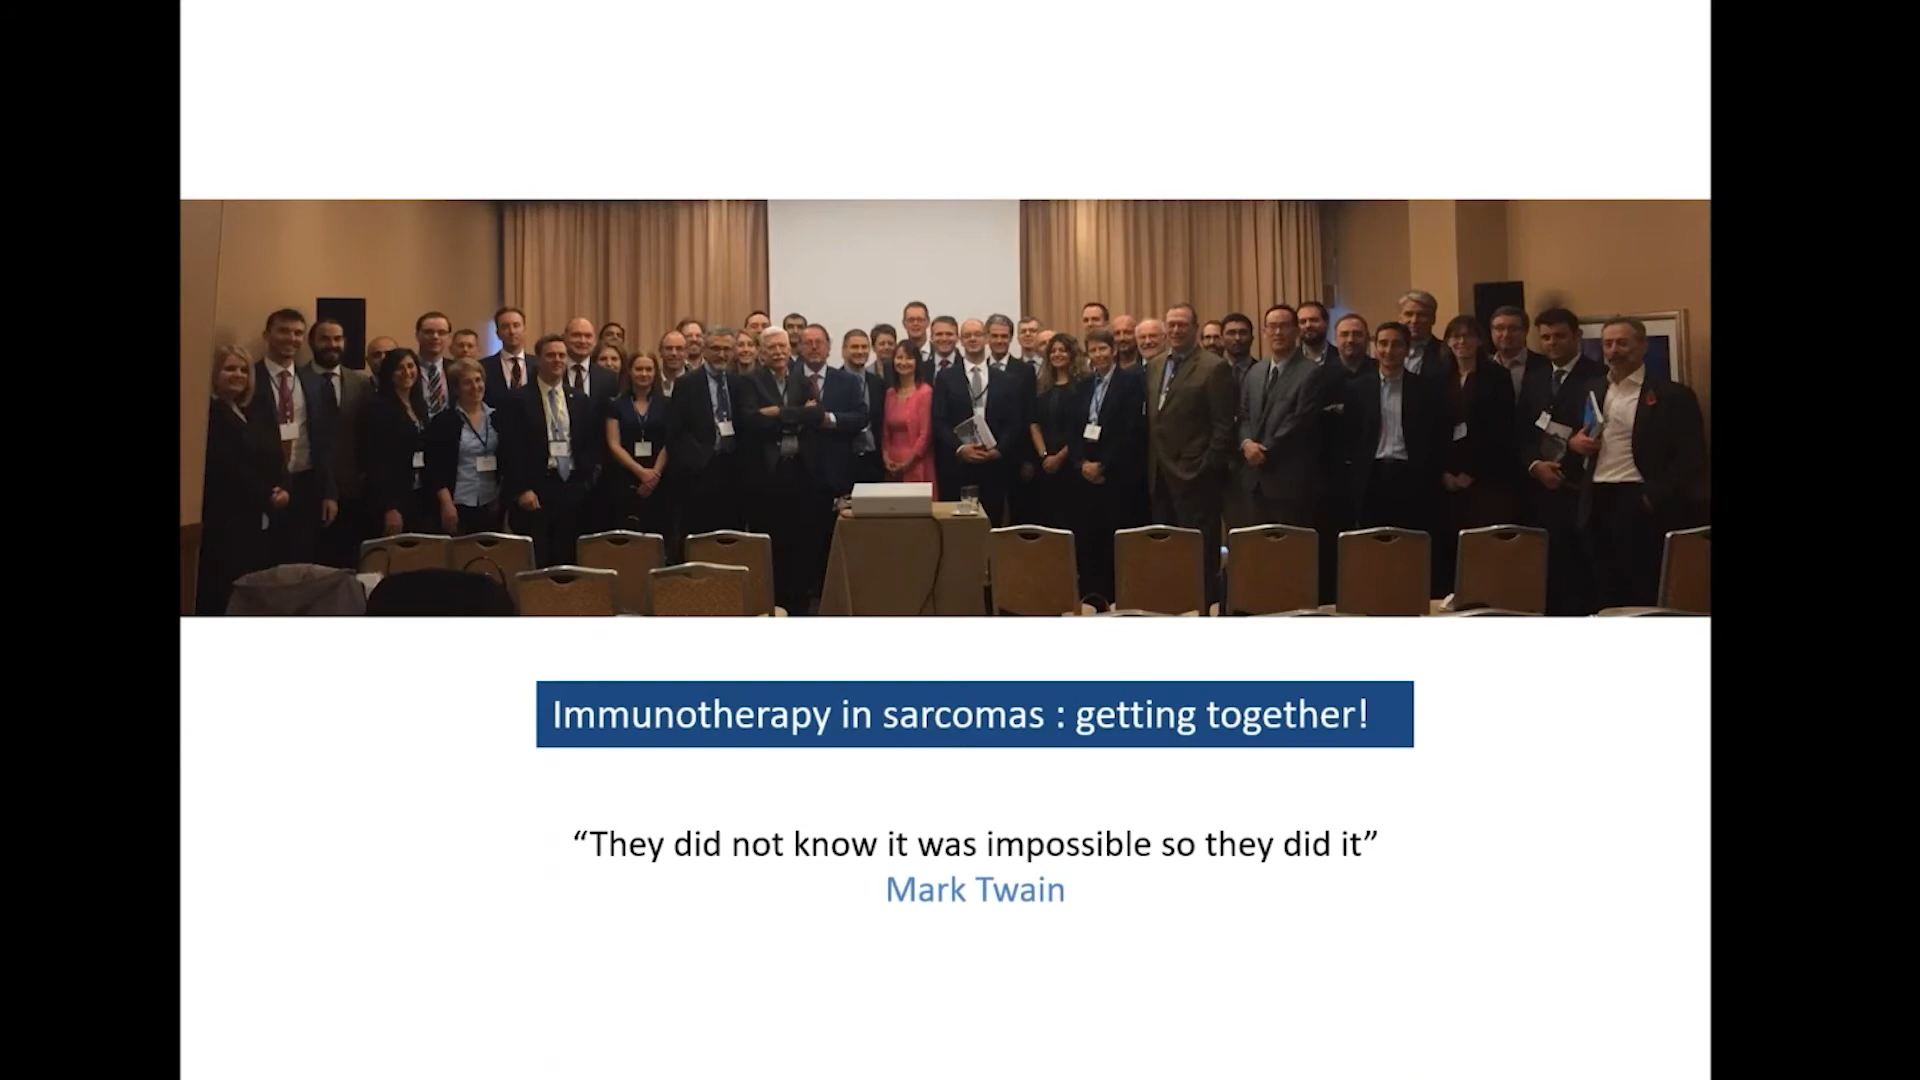 Immunotherapy in sarcomas : getting together!
“They did not know it was impossible so they did it”
Mark Twain